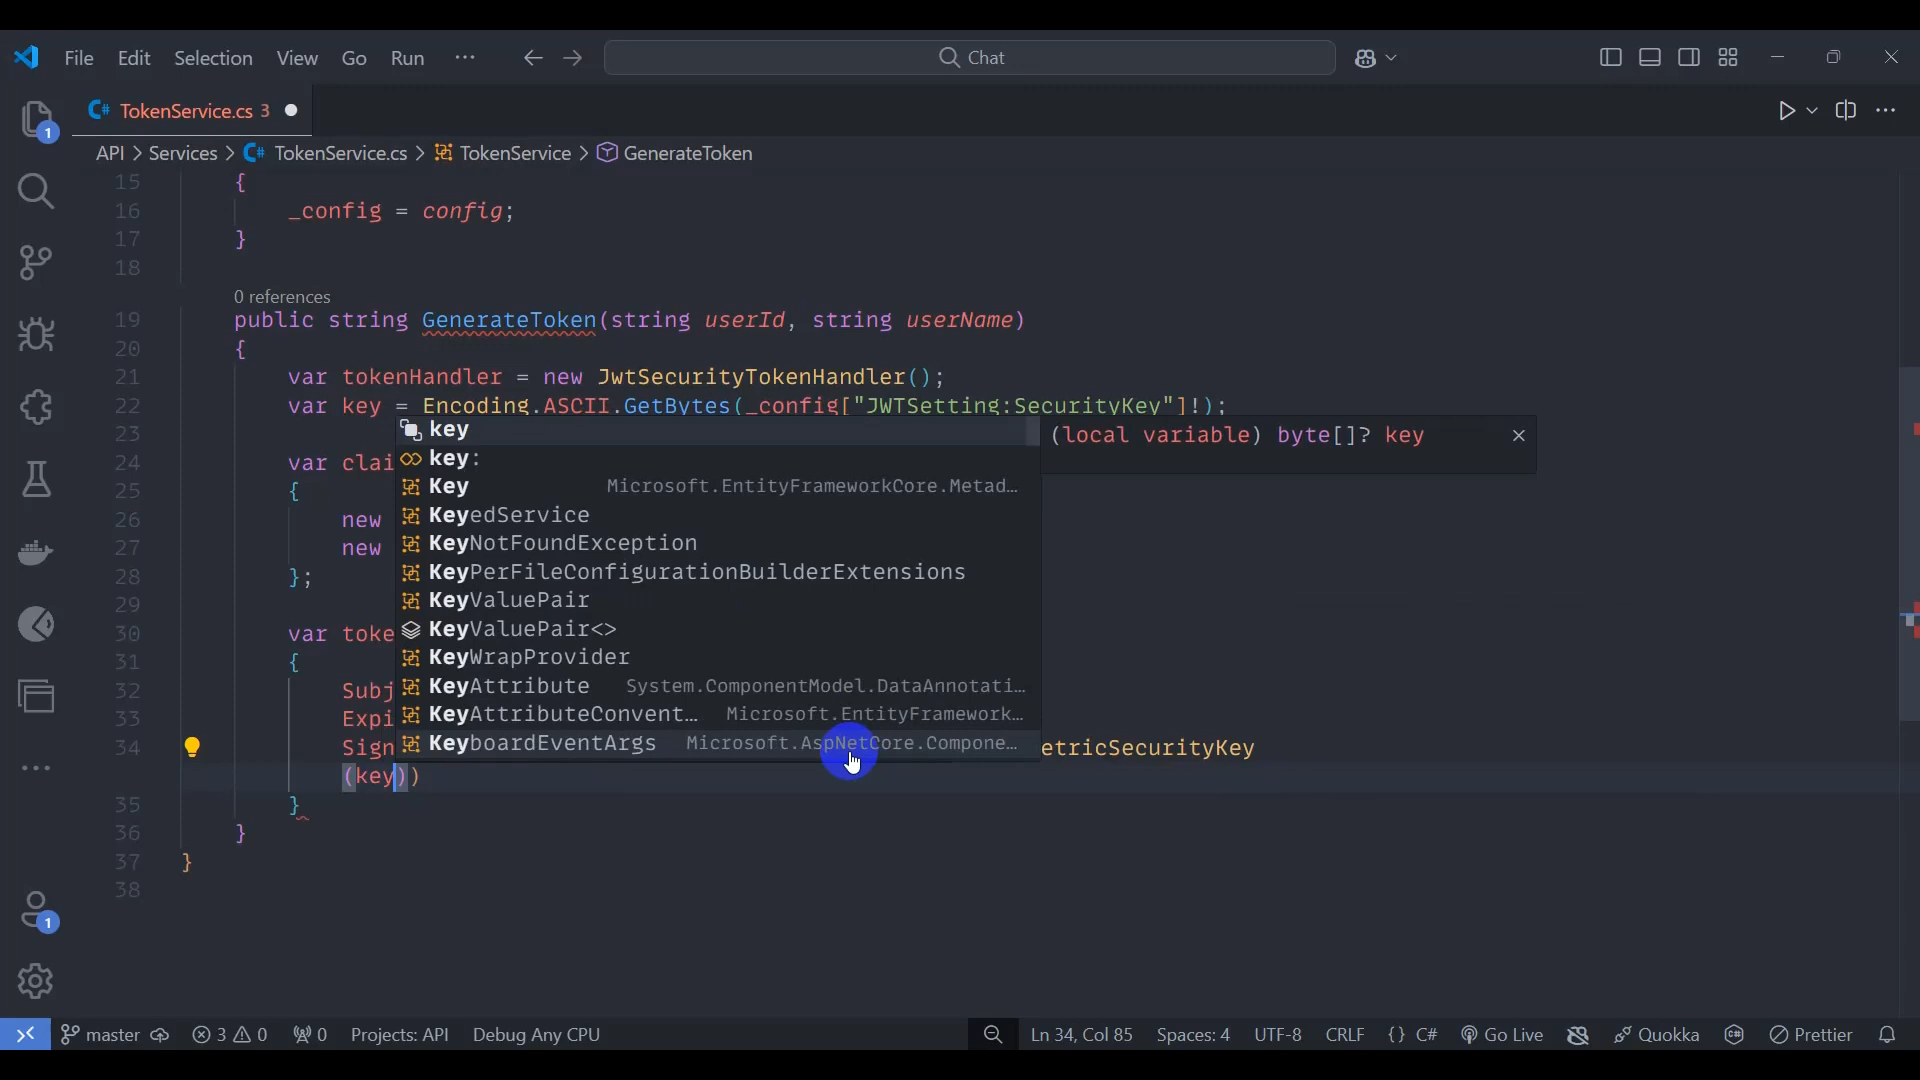 File Edit Selection View Go Run ··· Chat
TokenService.cs 3
API > Services > TokenService.cs > TokenService > GenerateToken
15 {
16 _config = config;
17 }
18
0 references
19 public string GenerateToken(string userId, string userName)
20 {
21 var tokenHandler = new JwtSecurityTokenHandler();
22 var key = Encoding.ASCII.GetBytes(_config["JWTSetting:SecurityKey"]!);
23 key (local variable) byte[]? key
key:
24 var clai
25 { Key Microsoft.EntityFrameworkCore.Metad…
26 new KeyedService
27 new KeyNotFoundException
28 }; KeyPerFileConfigurationBuilderExtensions
29 KeyValuePair
30 var toke KeyValuePair<>
31 { KeyWrapProvider
32 Subj KeyAttribute System.ComponentModel.DataAnnotati…
33 Expi KeyAttributeConvent… Microsoft.EntityFramework…
34 Sign KeyboardEventArgs Microsoft.AspNetCore.Compone… etricSecurityKey
(key))
35 }
36 }
37 }
38
1
1
master 3 0 0 Projects: API Debug Any CPU Ln 34, Col 85 Spaces: 4 UTF-8 CRLF {} C# Go Live Quokka Prettier